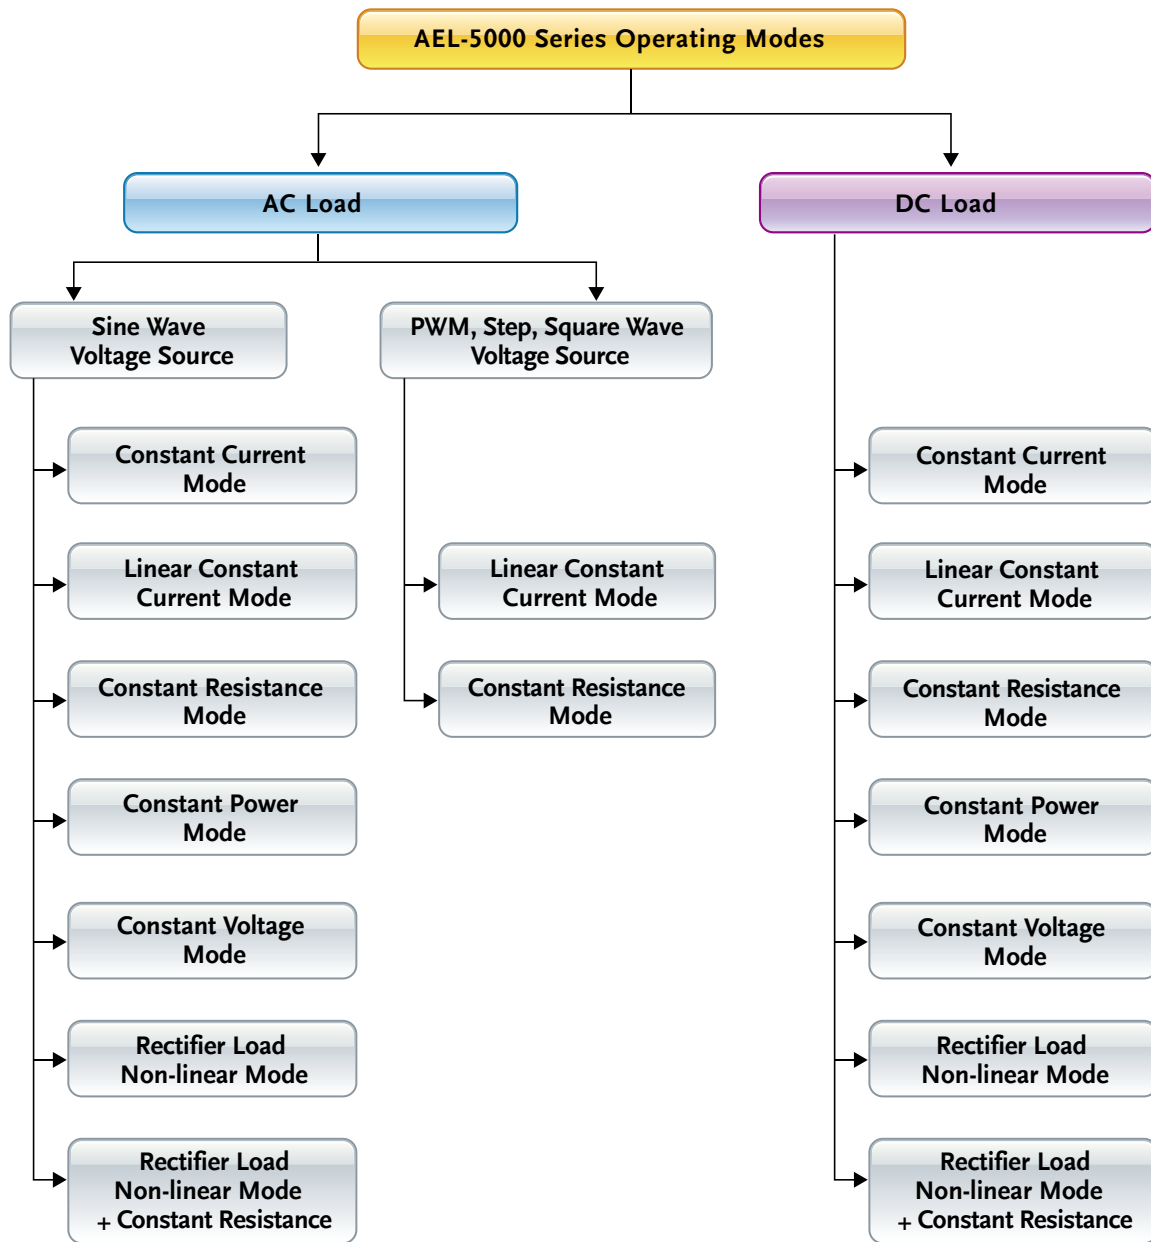 AEL-5000 Series Operating Modes
AC Load
DC Load
Sine Wave
Voltage Source
PWM, Step, Square Wave
Voltage Source
Constant Current
Mode
Linear Constant
Current Mode
Constant Resistance
Mode
Constant Power
Mode
Constant Voltage
Mode
Rectifier Load
Non-linear Mode
Rectifier Load
Non-linear Mode
+ Constant Resistance
Linear Constant
Current Mode
Constant Resistance
Mode
Constant Current
Mode
Linear Constant
Current Mode
Constant Resistance
Mode
Constant Power
Mode
Constant Voltage
Mode
Rectifier Load
Non-linear Mode
Rectifier Load
Non-linear Mode
+ Constant Resistance